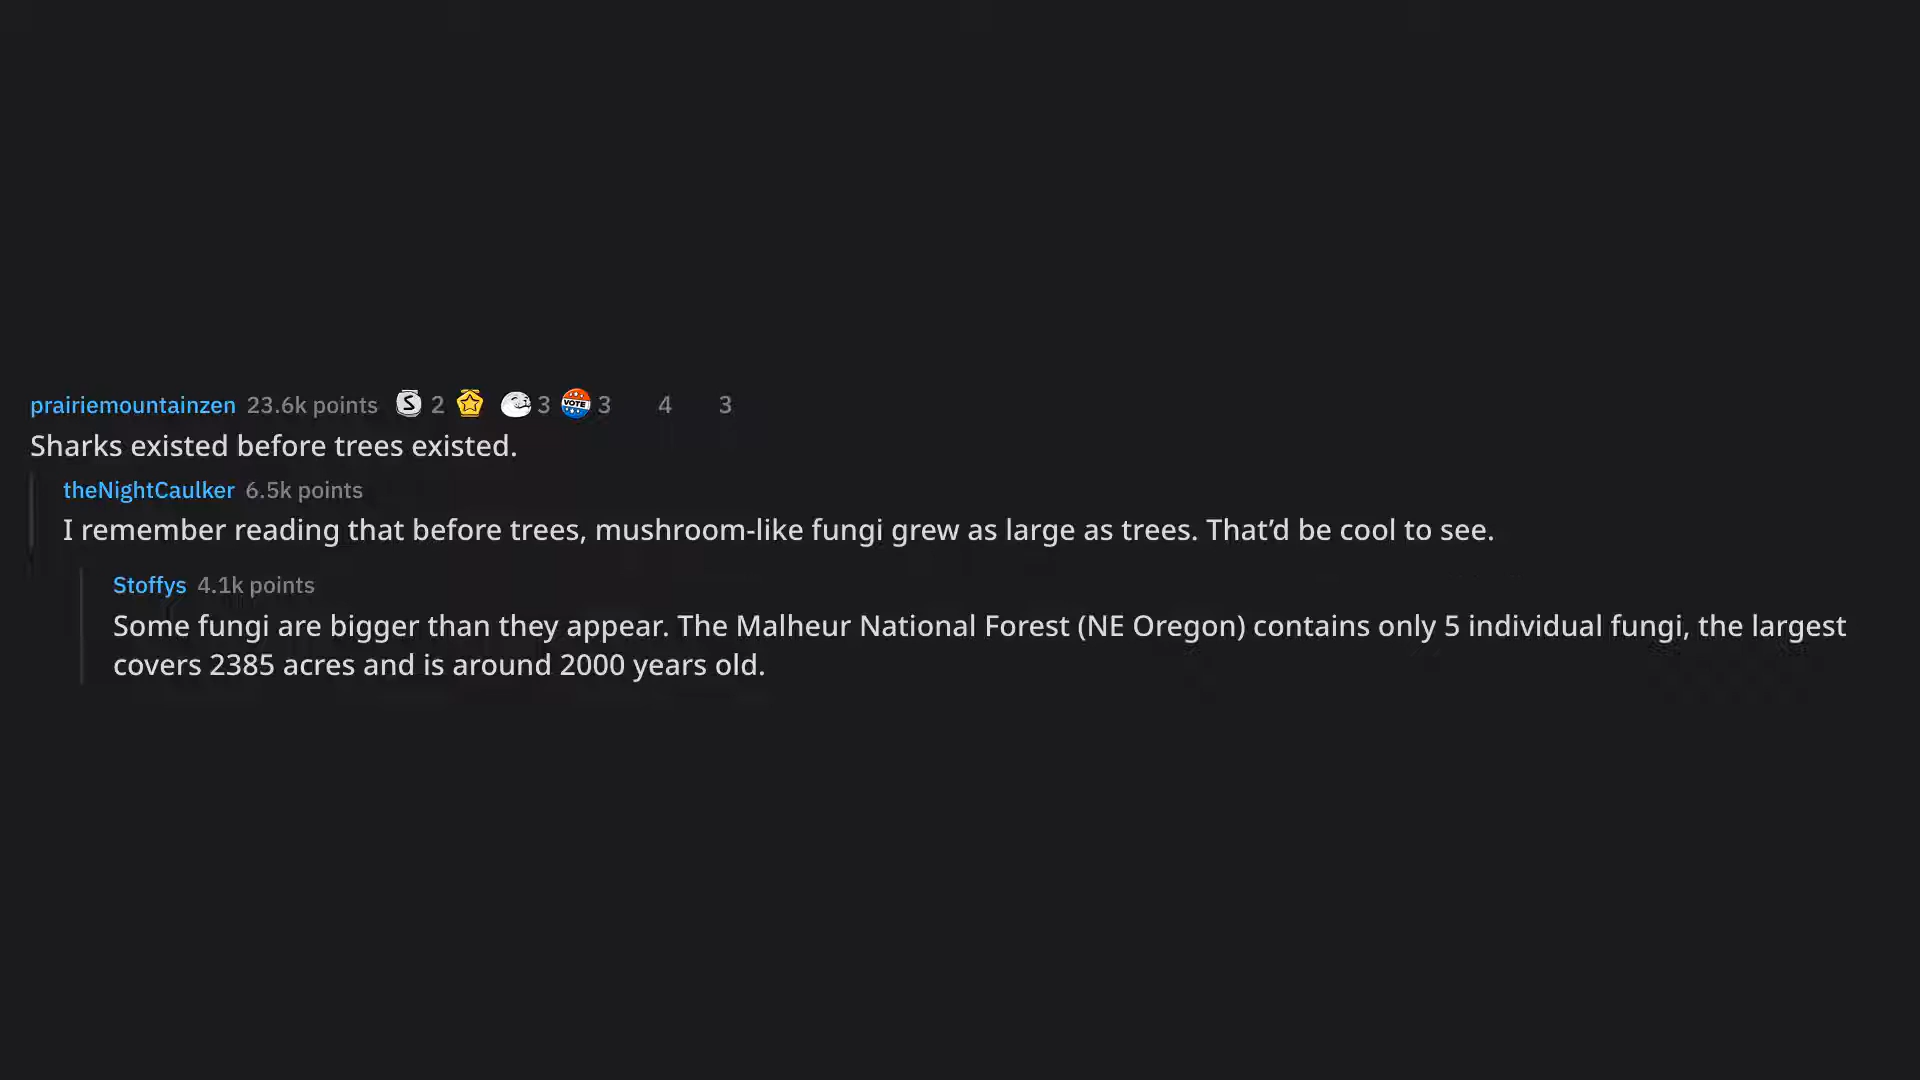 prairiemountainzen 23.6k points S 2 3 VOTE 3 4 3
Sharks existed before trees existed.
theNightCaulker 6.5k points
I remember reading that before trees, mushroom-like fungi grew as large as trees. That’d be cool to see.
Stoffys 4.1k points
Some fungi are bigger than they appear. The Malheur National Forest (NE Oregon) contains only 5 individual fungi, the largest
covers 2385 acres and is around 2000 years old.